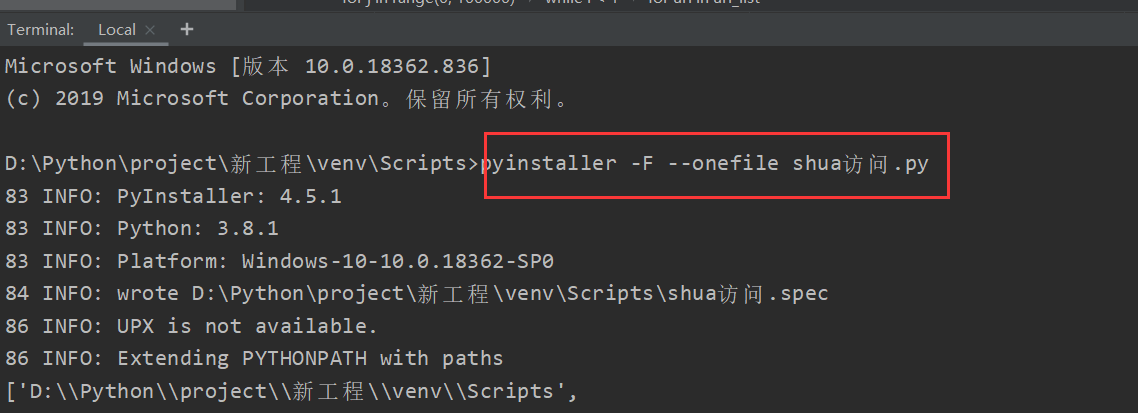 Terminal: Local × +
Microsoft Windows [版本 10.0.18362.836]
(c) 2019 Microsoft Corporation。保留所有权利。
D:\Python\project\新工程\venv\Scripts>pyinstaller -F --onefile shua访问.py
83 INFO: PyInstaller: 4.5.1
83 INFO: Python: 3.8.1
83 INFO: Platform: Windows-10-10.0.18362-SP0
84 INFO: wrote D:\Python\project\新工程\venv\Scripts\shua访问.spec
86 INFO: UPX is not available.
86 INFO: Extending PYTHONPATH with paths
['D:\\Python\\project\\新工程\\venv\\Scripts',